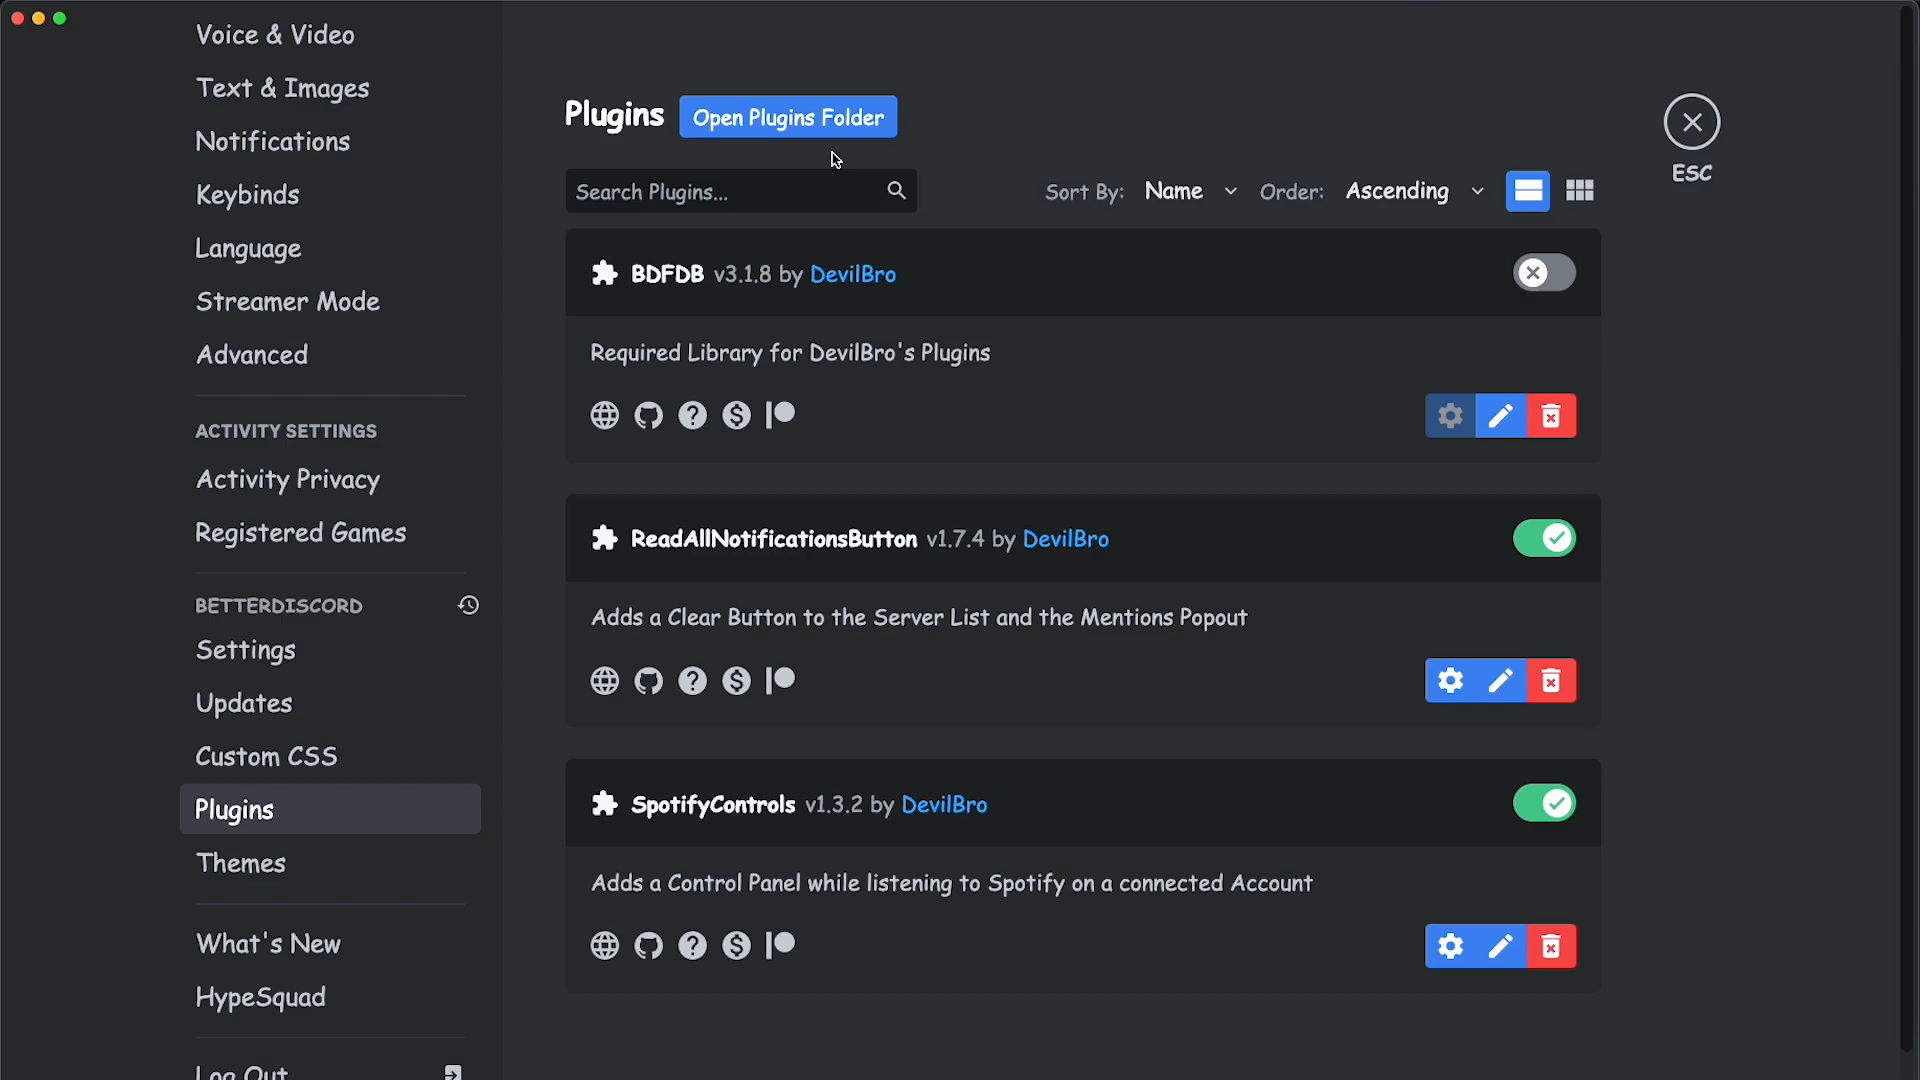 Voice & Video
Text & Images
Notifications
Keybinds
Language
Streamer Mode
Advanced
ACTIVITY SETTINGS
Activity Privacy
Registered Games
BETTERDISCORD
Settings
Updates
Custom CSS
Plugins
Themes
What's New
HypeSquad
Log Out
Plugins
Open Plugins Folder
Search Plugins...
Sort By: Name Order: Ascending
ESC
BDFDB v3.1.8 by DevilBro
Required Library for DevilBro's Plugins
ReadAllNotificationsButton v1.7.4 by DevilBro
Adds a Clear Button to the Server List and the Mentions Popout
SpotifyControls v1.3.2 by DevilBro
Adds a Control Panel while listening to Spotify on a connected Account